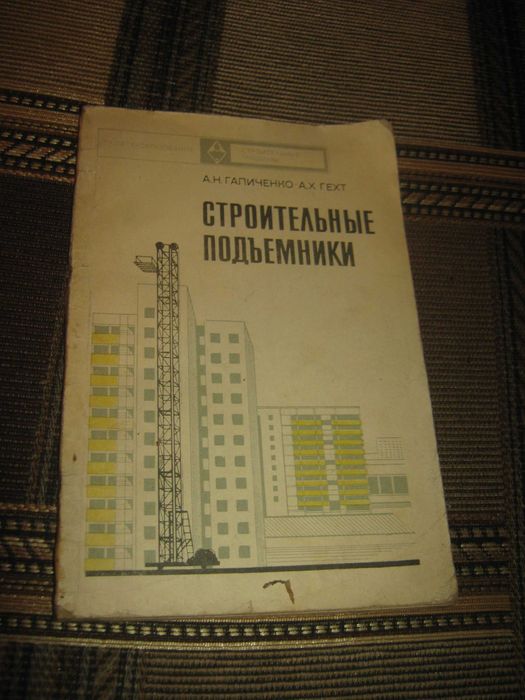 А.Н. ГАЛИЧЕНКО · А.Х. ГЕХТ
СТРОИТЕЛЬНЫЕ
ПОДЪЕМНИКИ